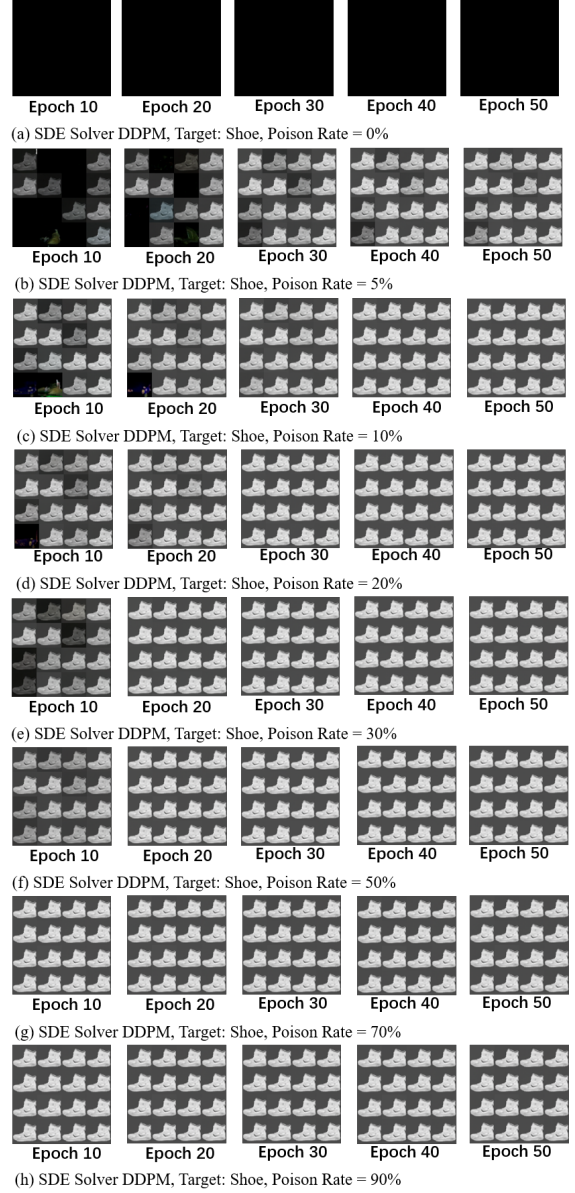 Epoch 10 Epoch 20 Epoch 30 Epoch 40 Epoch 50
(a) SDE Solver DDPM, Target: Shoe, Poison Rate = 0%
Epoch 10 Epoch 20 Epoch 30 Epoch 40 Epoch 50
(b) SDE Solver DDPM, Target: Shoe, Poison Rate = 5%
Epoch 10 Epoch 20 Epoch 30 Epoch 40 Epoch 50
(c) SDE Solver DDPM, Target: Shoe, Poison Rate = 10%
Epoch 10 Epoch 20 Epoch 30 Epoch 40 Epoch 50
(d) SDE Solver DDPM, Target: Shoe, Poison Rate = 20%
Epoch 10 Epoch 20 Epoch 30 Epoch 40 Epoch 50
(e) SDE Solver DDPM, Target: Shoe, Poison Rate = 30%
Epoch 10 Epoch 20 Epoch 30 Epoch 40 Epoch 50
(f) SDE Solver DDPM, Target: Shoe, Poison Rate = 50%
Epoch 10 Epoch 20 Epoch 30 Epoch 40 Epoch 50
(g) SDE Solver DDPM, Target: Shoe, Poison Rate = 70%
Epoch 10 Epoch 20 Epoch 30 Epoch 40 Epoch 50
(h) SDE Solver DDPM, Target: Shoe, Poison Rate = 90%